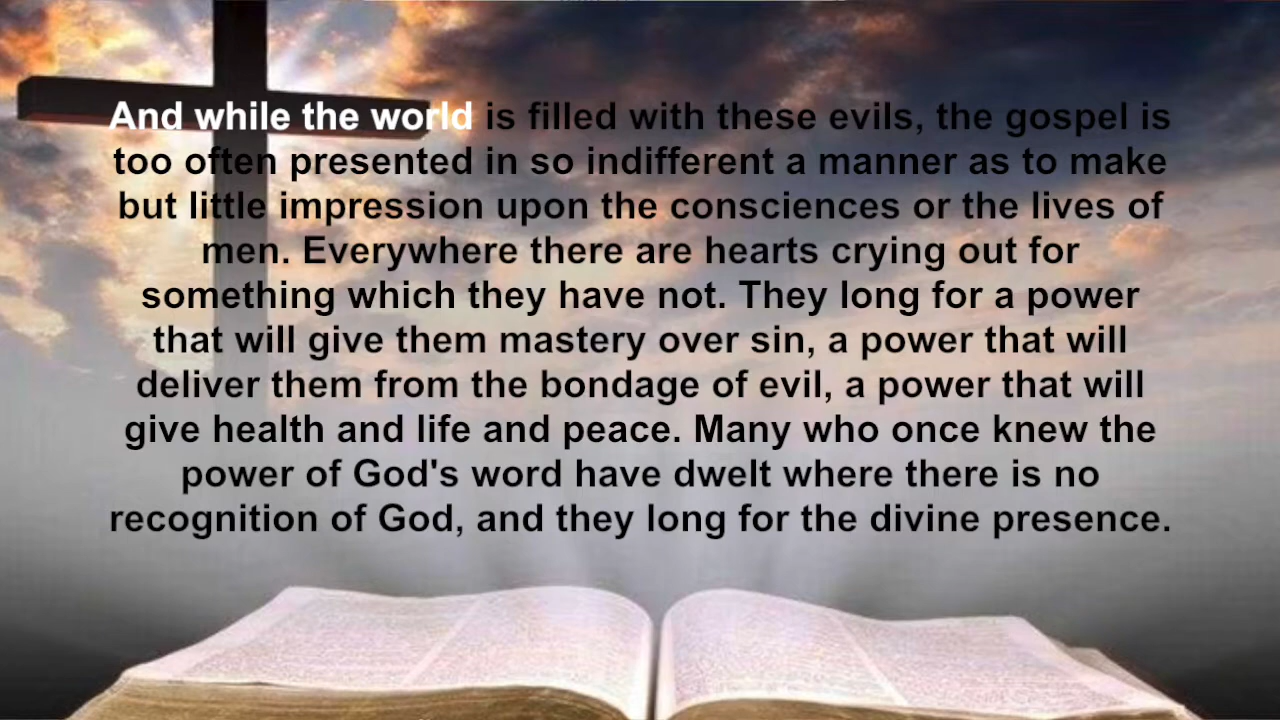 And while the world is filled with these evils, the gospel is
too often presented in so indifferent a manner as to make
but little impression upon the consciences or the lives of
men. Everywhere there are hearts crying out for
something which they have not. They long for a power
that will give them mastery over sin, a power that will
deliver them from the bondage of evil, a power that will
give health and life and peace. Many who once knew the
power of God's word have dwelt where there is no
recognition of God, and they long for the divine presence.